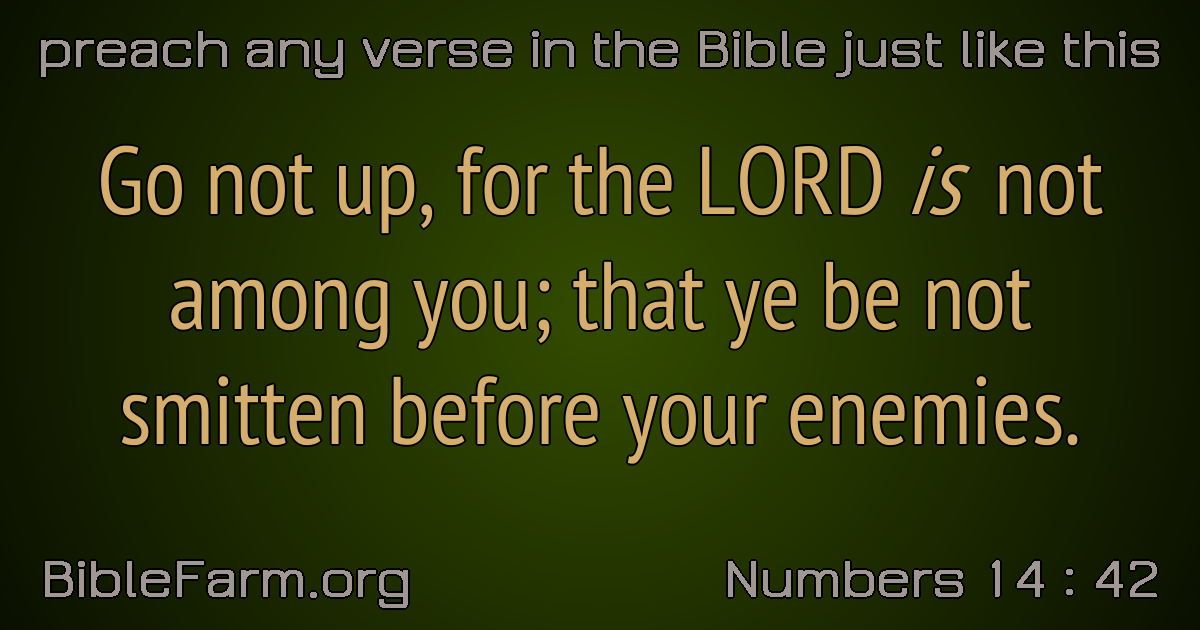 preach any verse in the Bible just like this
Go not up, for the LORD is not
among you; that ye be not
smitten before your enemies.
BibleFarm.org
Numbers 14 : 42